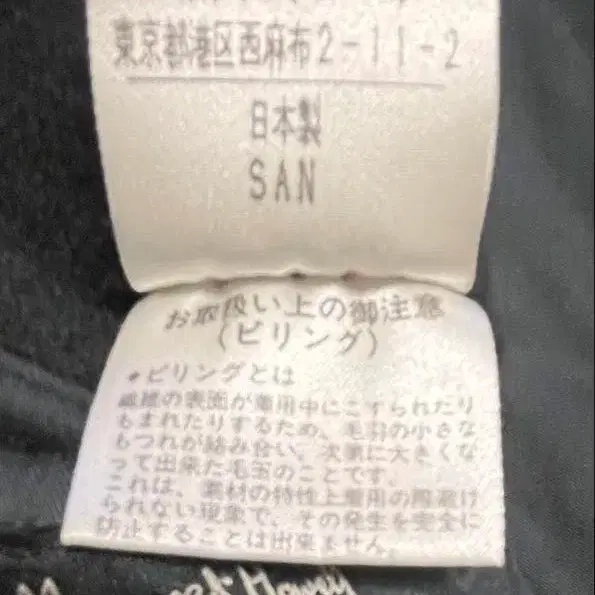 東京都港区西麻布2-11-2
日本製
SAN
お取扱い上の御注意
(ピリング)
*ピリングとは
繊維の表面が着用中にこすられたり
もまれたりするため、毛羽の小さな
もつれが絡み合い、次第に大きくな
って出来た毛玉のことです。
これは、素材の特性上着用の際避け
られない現象で、その発生を完全に
防止することは出来ません。